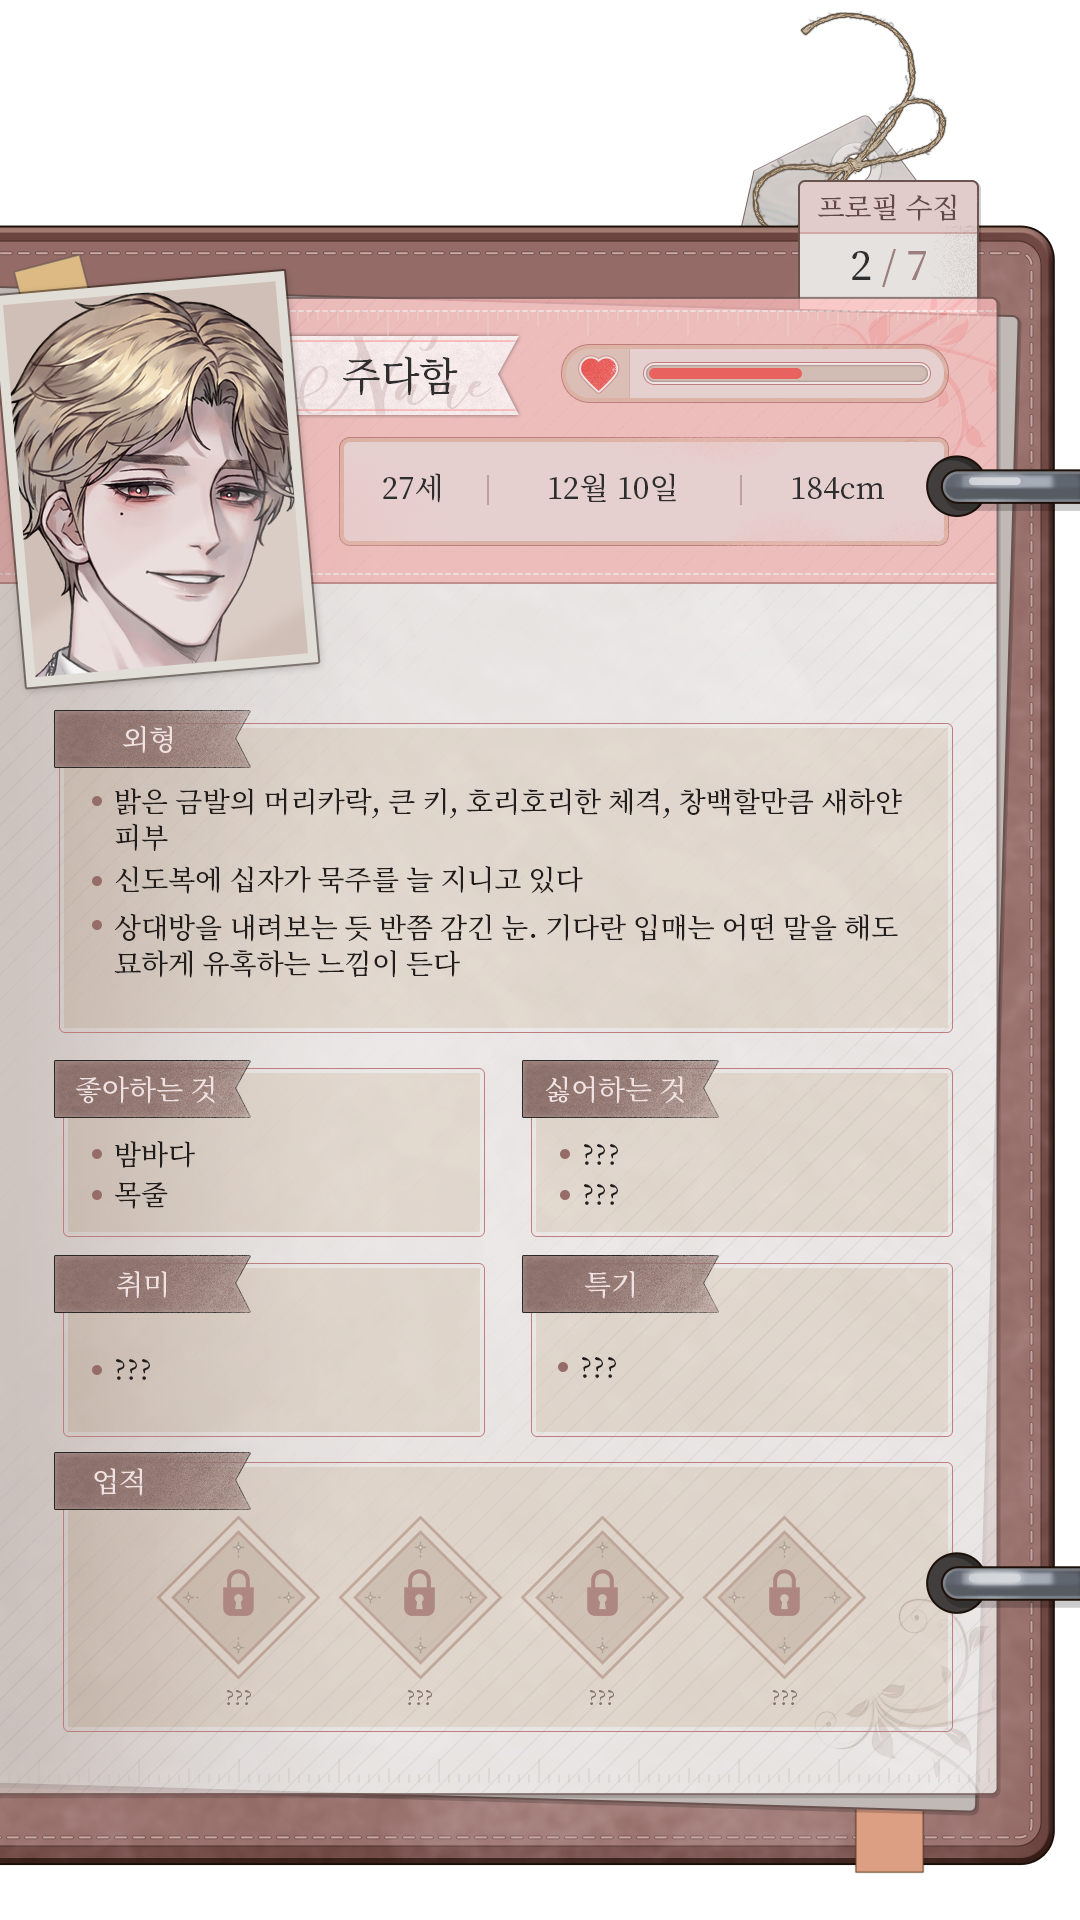 프로필 수집
2 / 7
Name
주다함
27세 | 12월 10일 | 184cm
외형
밝은 금발의 머리카락, 큰 키, 호리호리한 체격, 창백할만큼 새하얀
피부
신도복에 십자가 묵주를 늘 지니고 있다
상대방을 내려보는 듯 반쯤 감긴 눈. 기다란 입매는 어떤 말을 해도
묘하게 유혹하는 느낌이 든다
좋아하는 것
밤바다
목줄
싫어하는 것
???
???
취미
???
특기
???
업적
??? ??? ??? ???